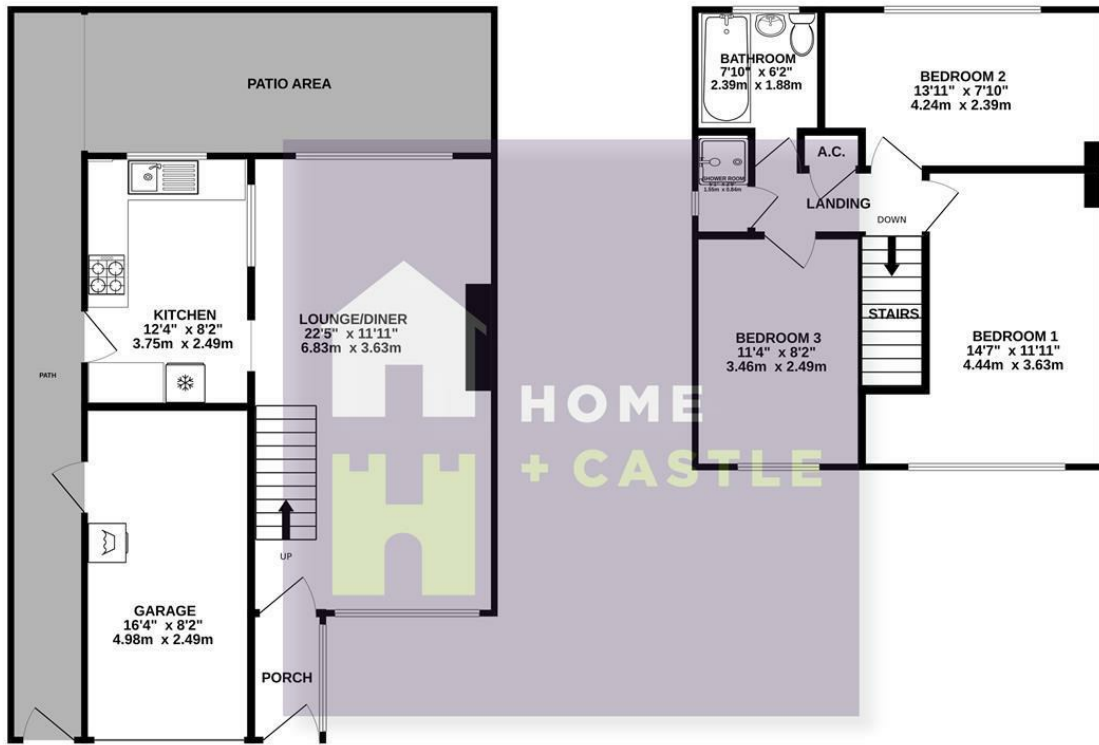 PATIO AREA
PATH
KITCHEN
12'4" x 8'2"
3.75m x 2.49m
LOUNGE/DINER
22'5" x 11'11"
6.83m x 3.63m
UP
GARAGE
16'4" x 8'2"
4.98m x 2.49m
PORCH
BATHROOM
7'10" x 6'2"
2.39m x 1.88m
BEDROOM 2
13'11" x 7'10"
4.24m x 2.39m
A.C.
SHOWER ROOM
LANDING
DOWN
STAIRS
BEDROOM 3
11'4" x 8'2"
3.46m x 2.49m
BEDROOM 1
14'7" x 11'11"
4.44m x 3.63m
HOME
+ CASTLE